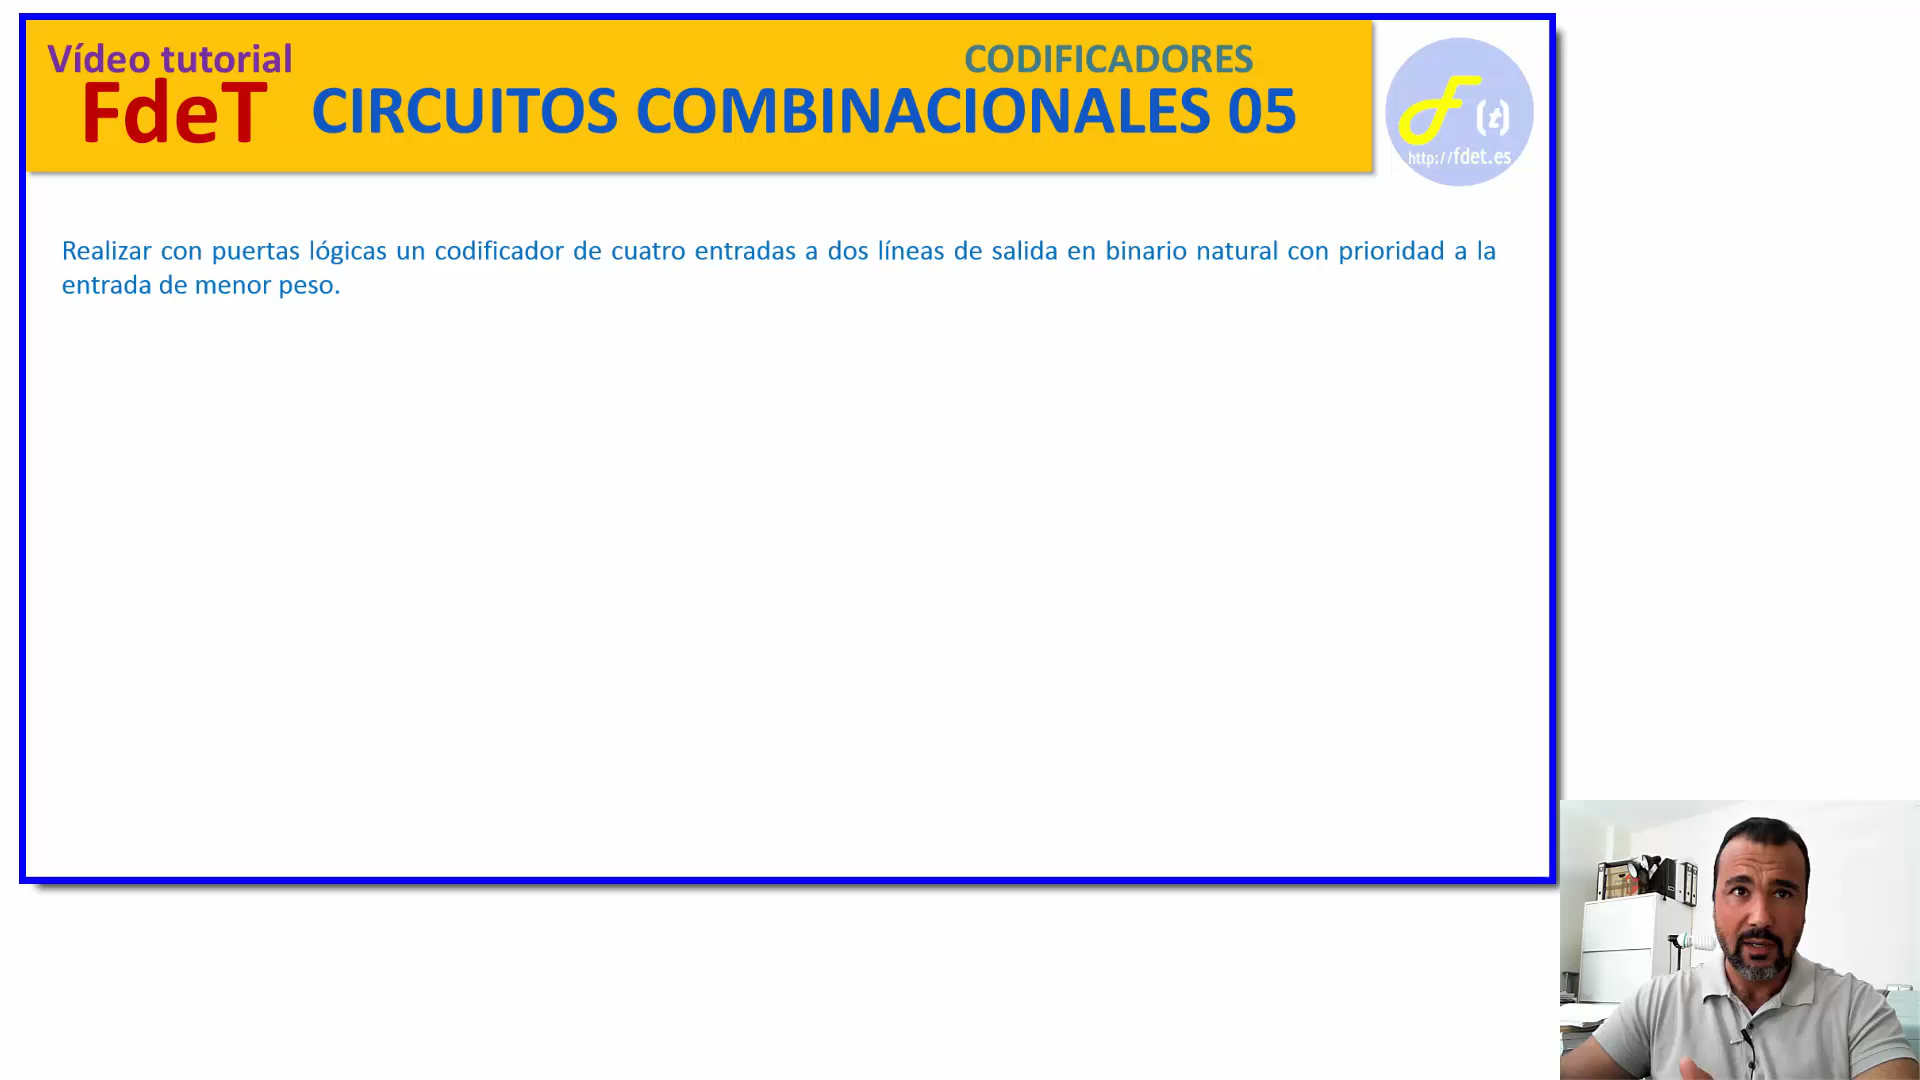 Vídeo tutorial
CODIFICADORES
FdeT
CIRCUITOS COMBINACIONALES 05
F(t)
http://fdet.es
Realizar con puertas lógicas un codificador de cuatro entradas a dos líneas de salida en binario natural con prioridad a la
entrada de menor peso.